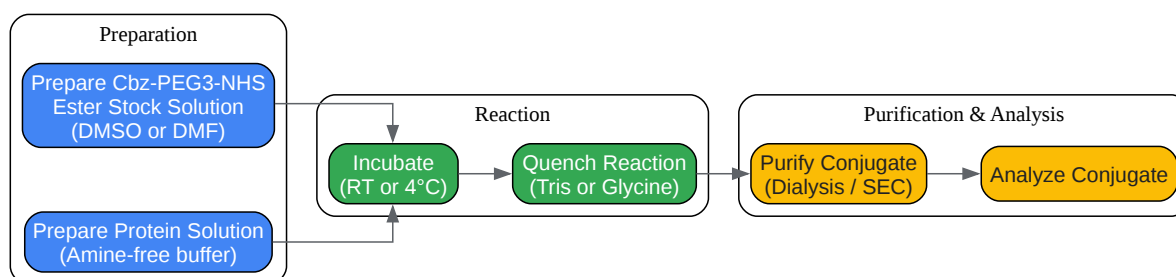 Preparation
Prepare Cbz-PEG3-NHS
Ester Stock Solution
(DMSO or DMF)
Prepare Protein Solution
(Amine-free buffer)
Reaction
Incubate
(RT or 4°C)
Quench Reaction
(Tris or Glycine)
Purification & Analysis
Purify Conjugate
(Dialysis / SEC)
Analyze Conjugate